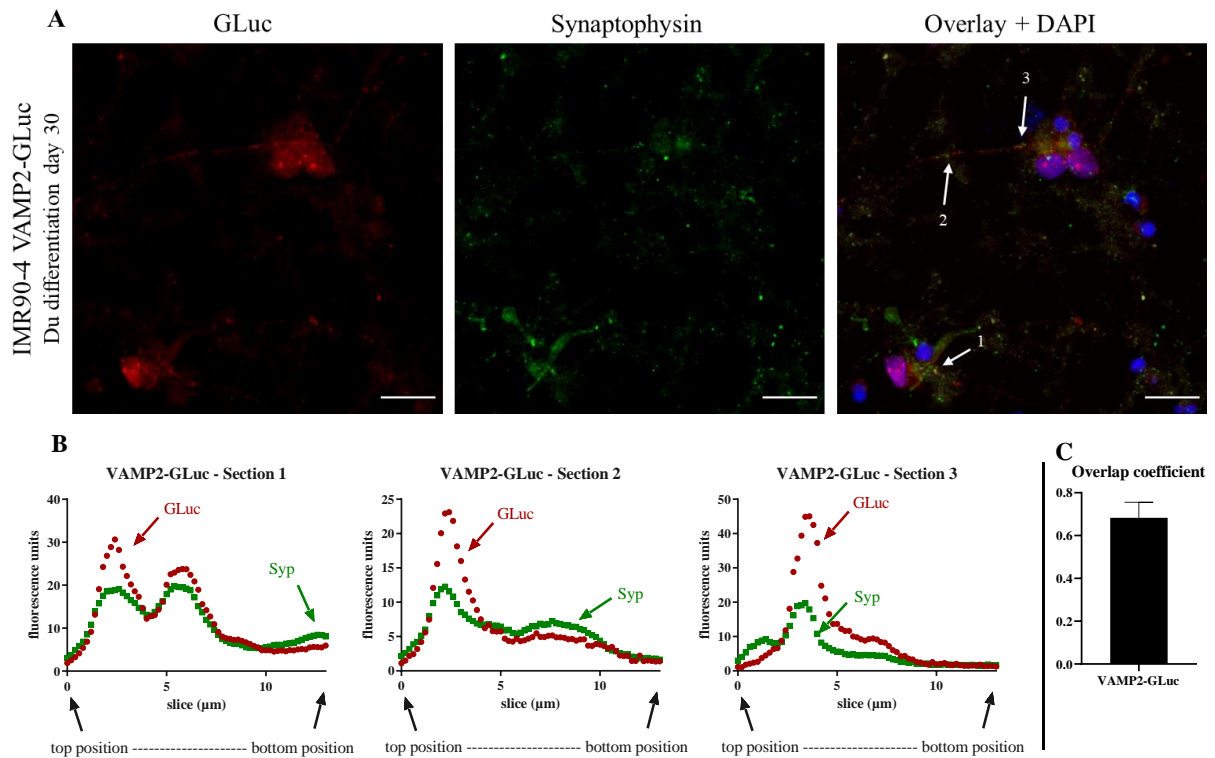 A
GLuc
Synaptophysin
Overlay + DAPI
IMR90-4 VAMP2-GLuc
Du differentiation day 30
3
2
1
B
VAMP2-GLuc - Section 1
fluorescence units
40
30
20
10
0
GLuc
Syp
0
5
10
slice (µm)
top position ---------------------- bottom position
VAMP2-GLuc - Section 2
fluorescence units
25
20
15
10
5
0
GLuc
Syp
0
5
10
slice (µm)
top position ---------------------- bottom position
VAMP2-GLuc - Section 3
fluorescence units
50
40
30
20
10
0
GLuc
Syp
0
5
10
slice (µm)
top position ---------------------- bottom position
C
Overlap coefficient
0.8
0.6
0.4
0.2
0.0
VAMP2-GLuc